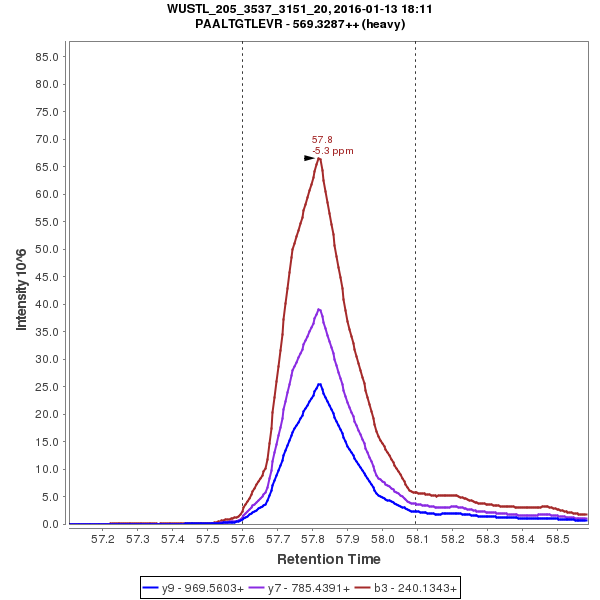 WUSTL_205_3537_3151_20, 2016-01-13 18:11
PAALTGTLEVR - 569.3287++ (heavy)
Intensity 10^6
85.0
80.0
75.0
70.0
65.0
60.0
55.0
50.0
45.0
40.0
35.0
30.0
25.0
20.0
15.0
10.0
5.0
0.0
57.8
-5.3 ppm
57.2 57.3 57.4 57.5 57.6 57.7 57.8 57.9 58.0 58.1 58.2 58.3 58.4 58.5
Retention Time
y9 - 969.5603+ y7 - 785.4391+ b3 - 240.1343+